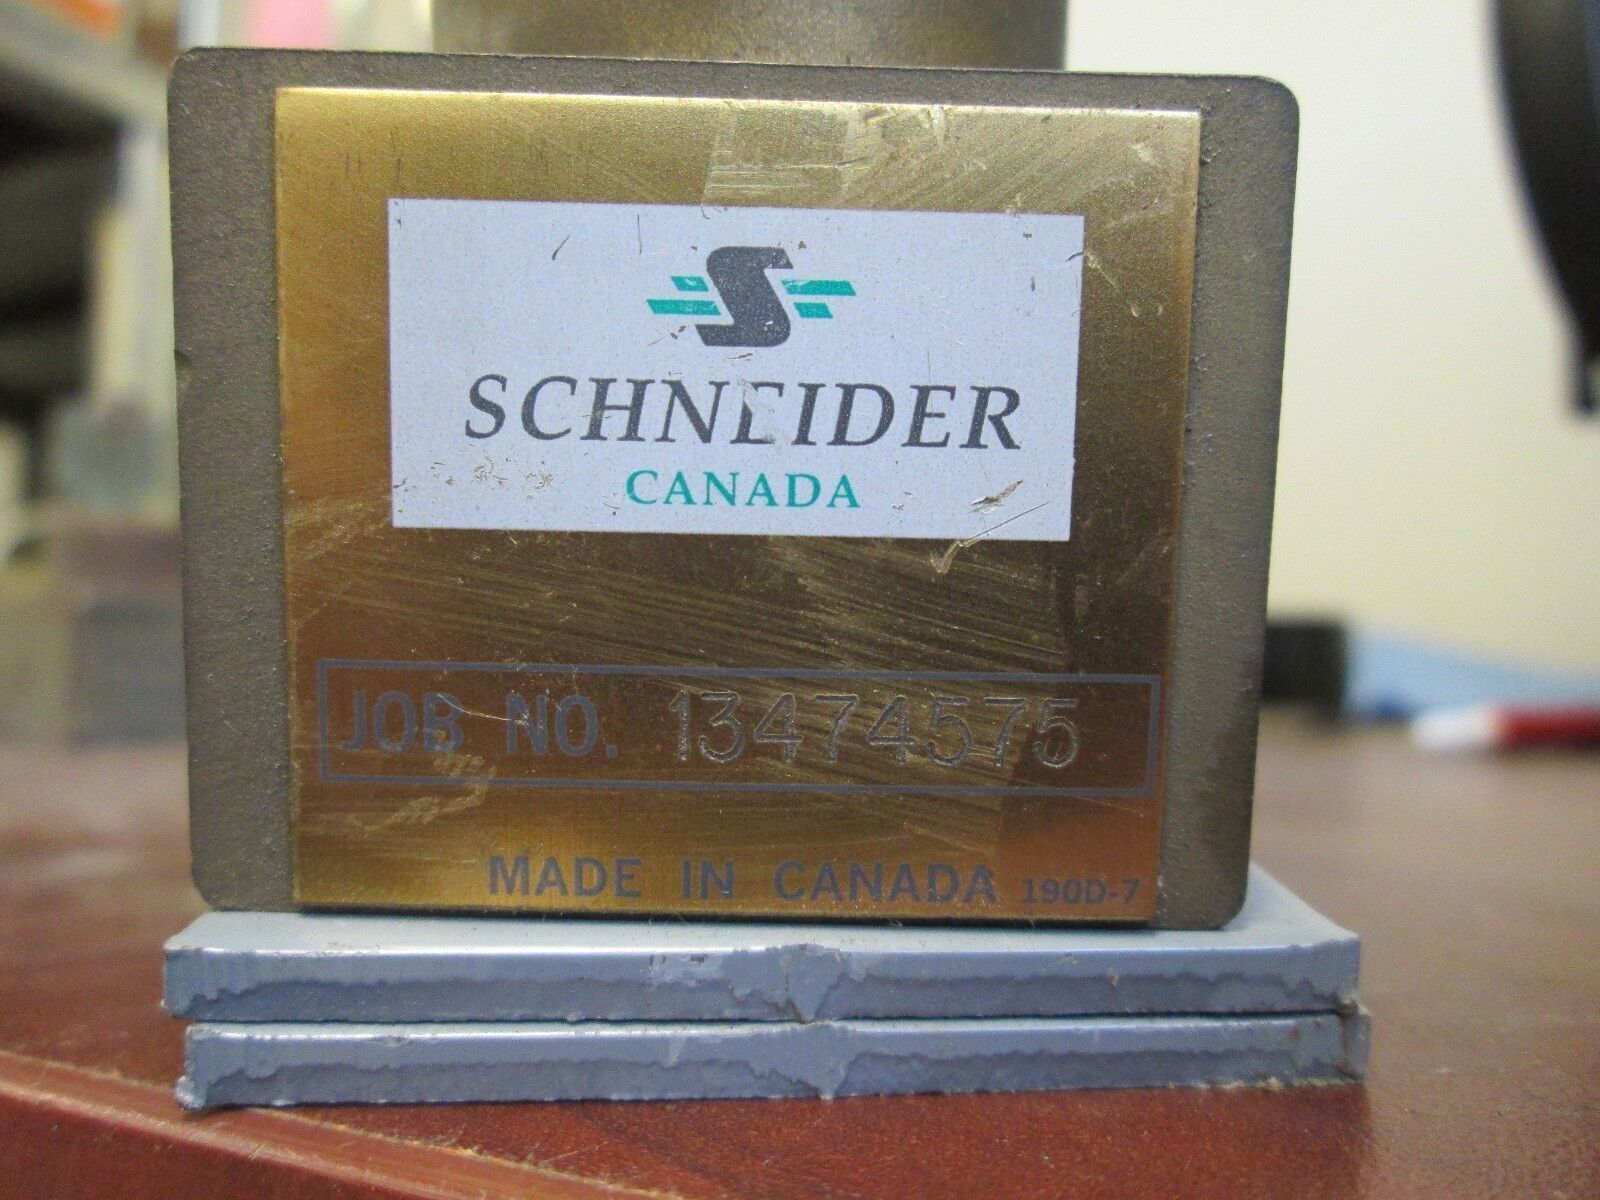 S
SCHNEIDER
CANADA
JOB NO. 13474575
MADE IN CANADA 190D-7